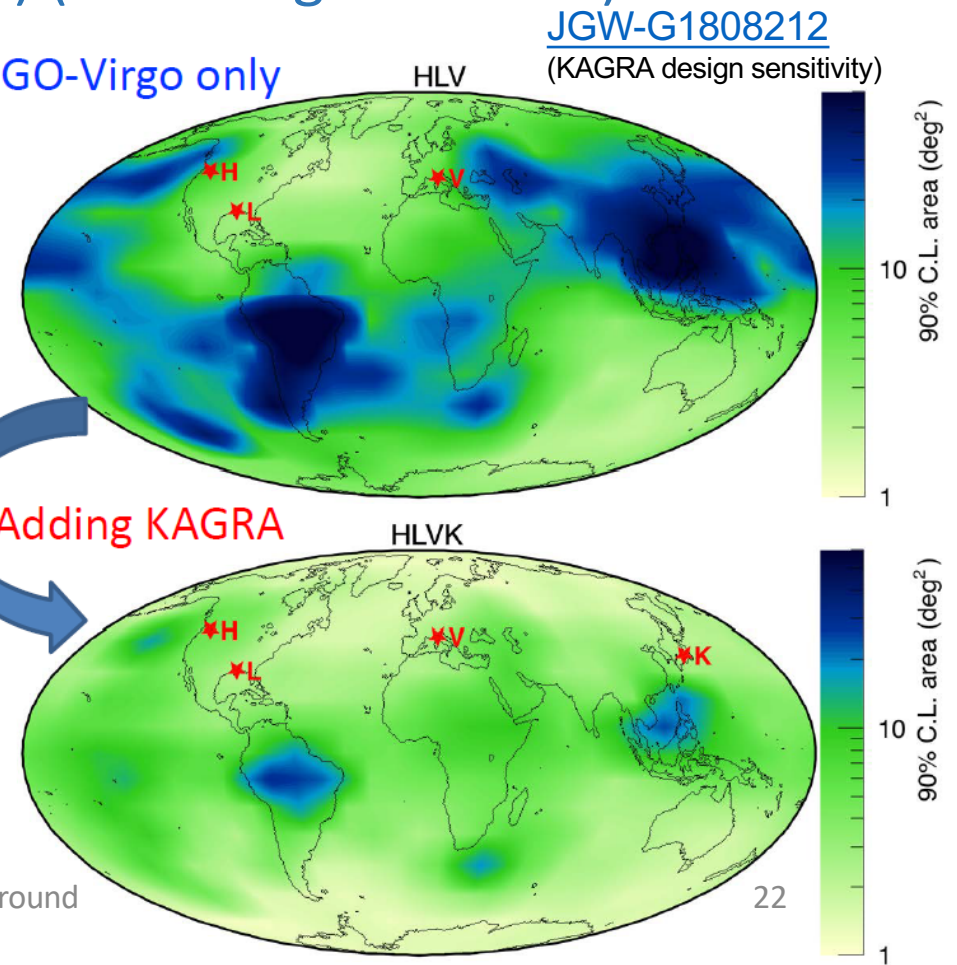 JGW-G1808212
(KAGRA design sensitivity)
GO-Virgo only
HLV
H
V
L
10
1
90% C.L. area (deg²)
Adding KAGRA
HLVK
H
V
K
L
10
1
90% C.L. area (deg²)
round
22